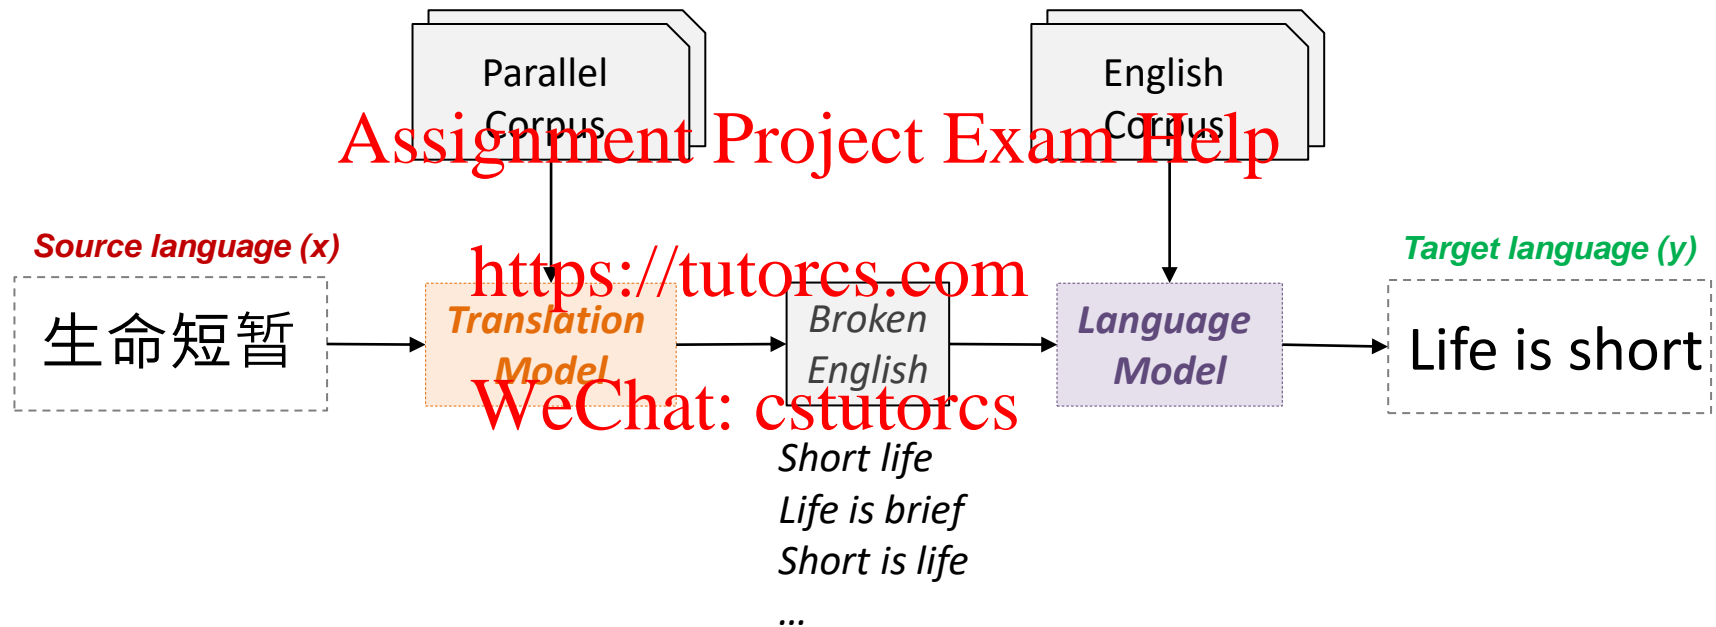 Parallel
Corpus
English
Corpus
Assignment Project Exam Help
Source language (x)
https://tutorcs.com
Target language (y)
生命短暂
Translation
Model
Broken
English
Language
Model
Life is short
WeChat: cstutorcs
Short life
Life is brief
Short is life
...